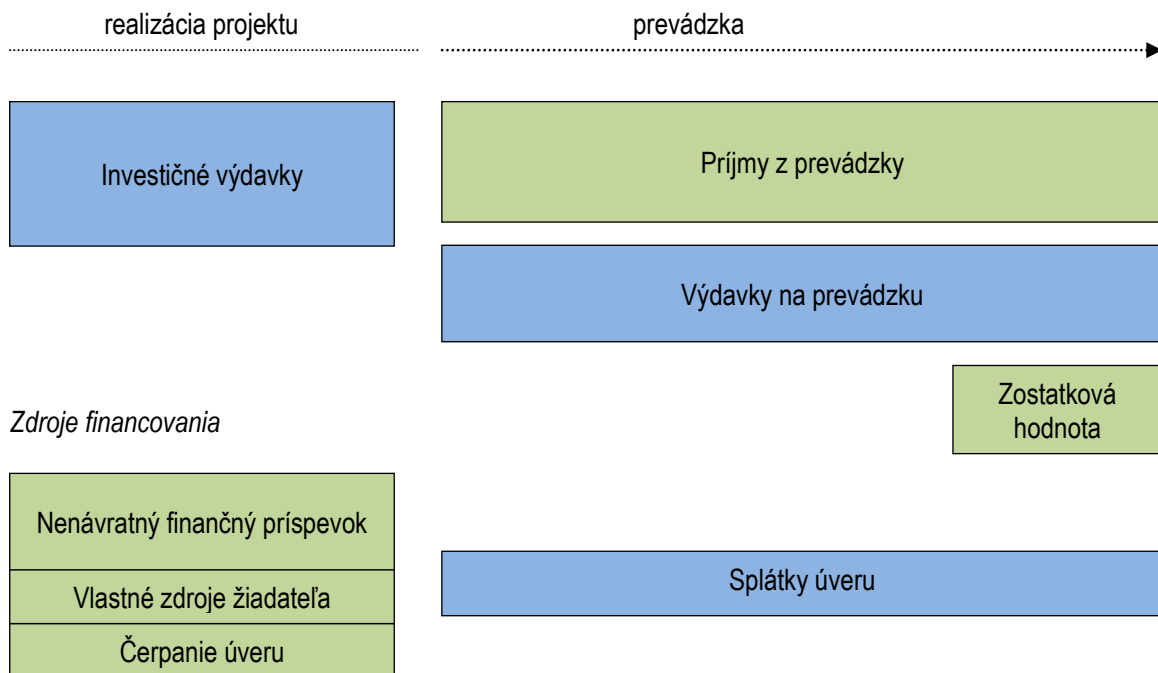 realizácia projektu
prevádzka
Investičné výdavky
Príjmy z prevádzky
Výdavky na prevádzku
Zostatková
hodnota
Zdroje financovania
Nenávratný finančný príspevok
Vlastné zdroje žiadateľa
Čerpanie úveru
Splátky úveru